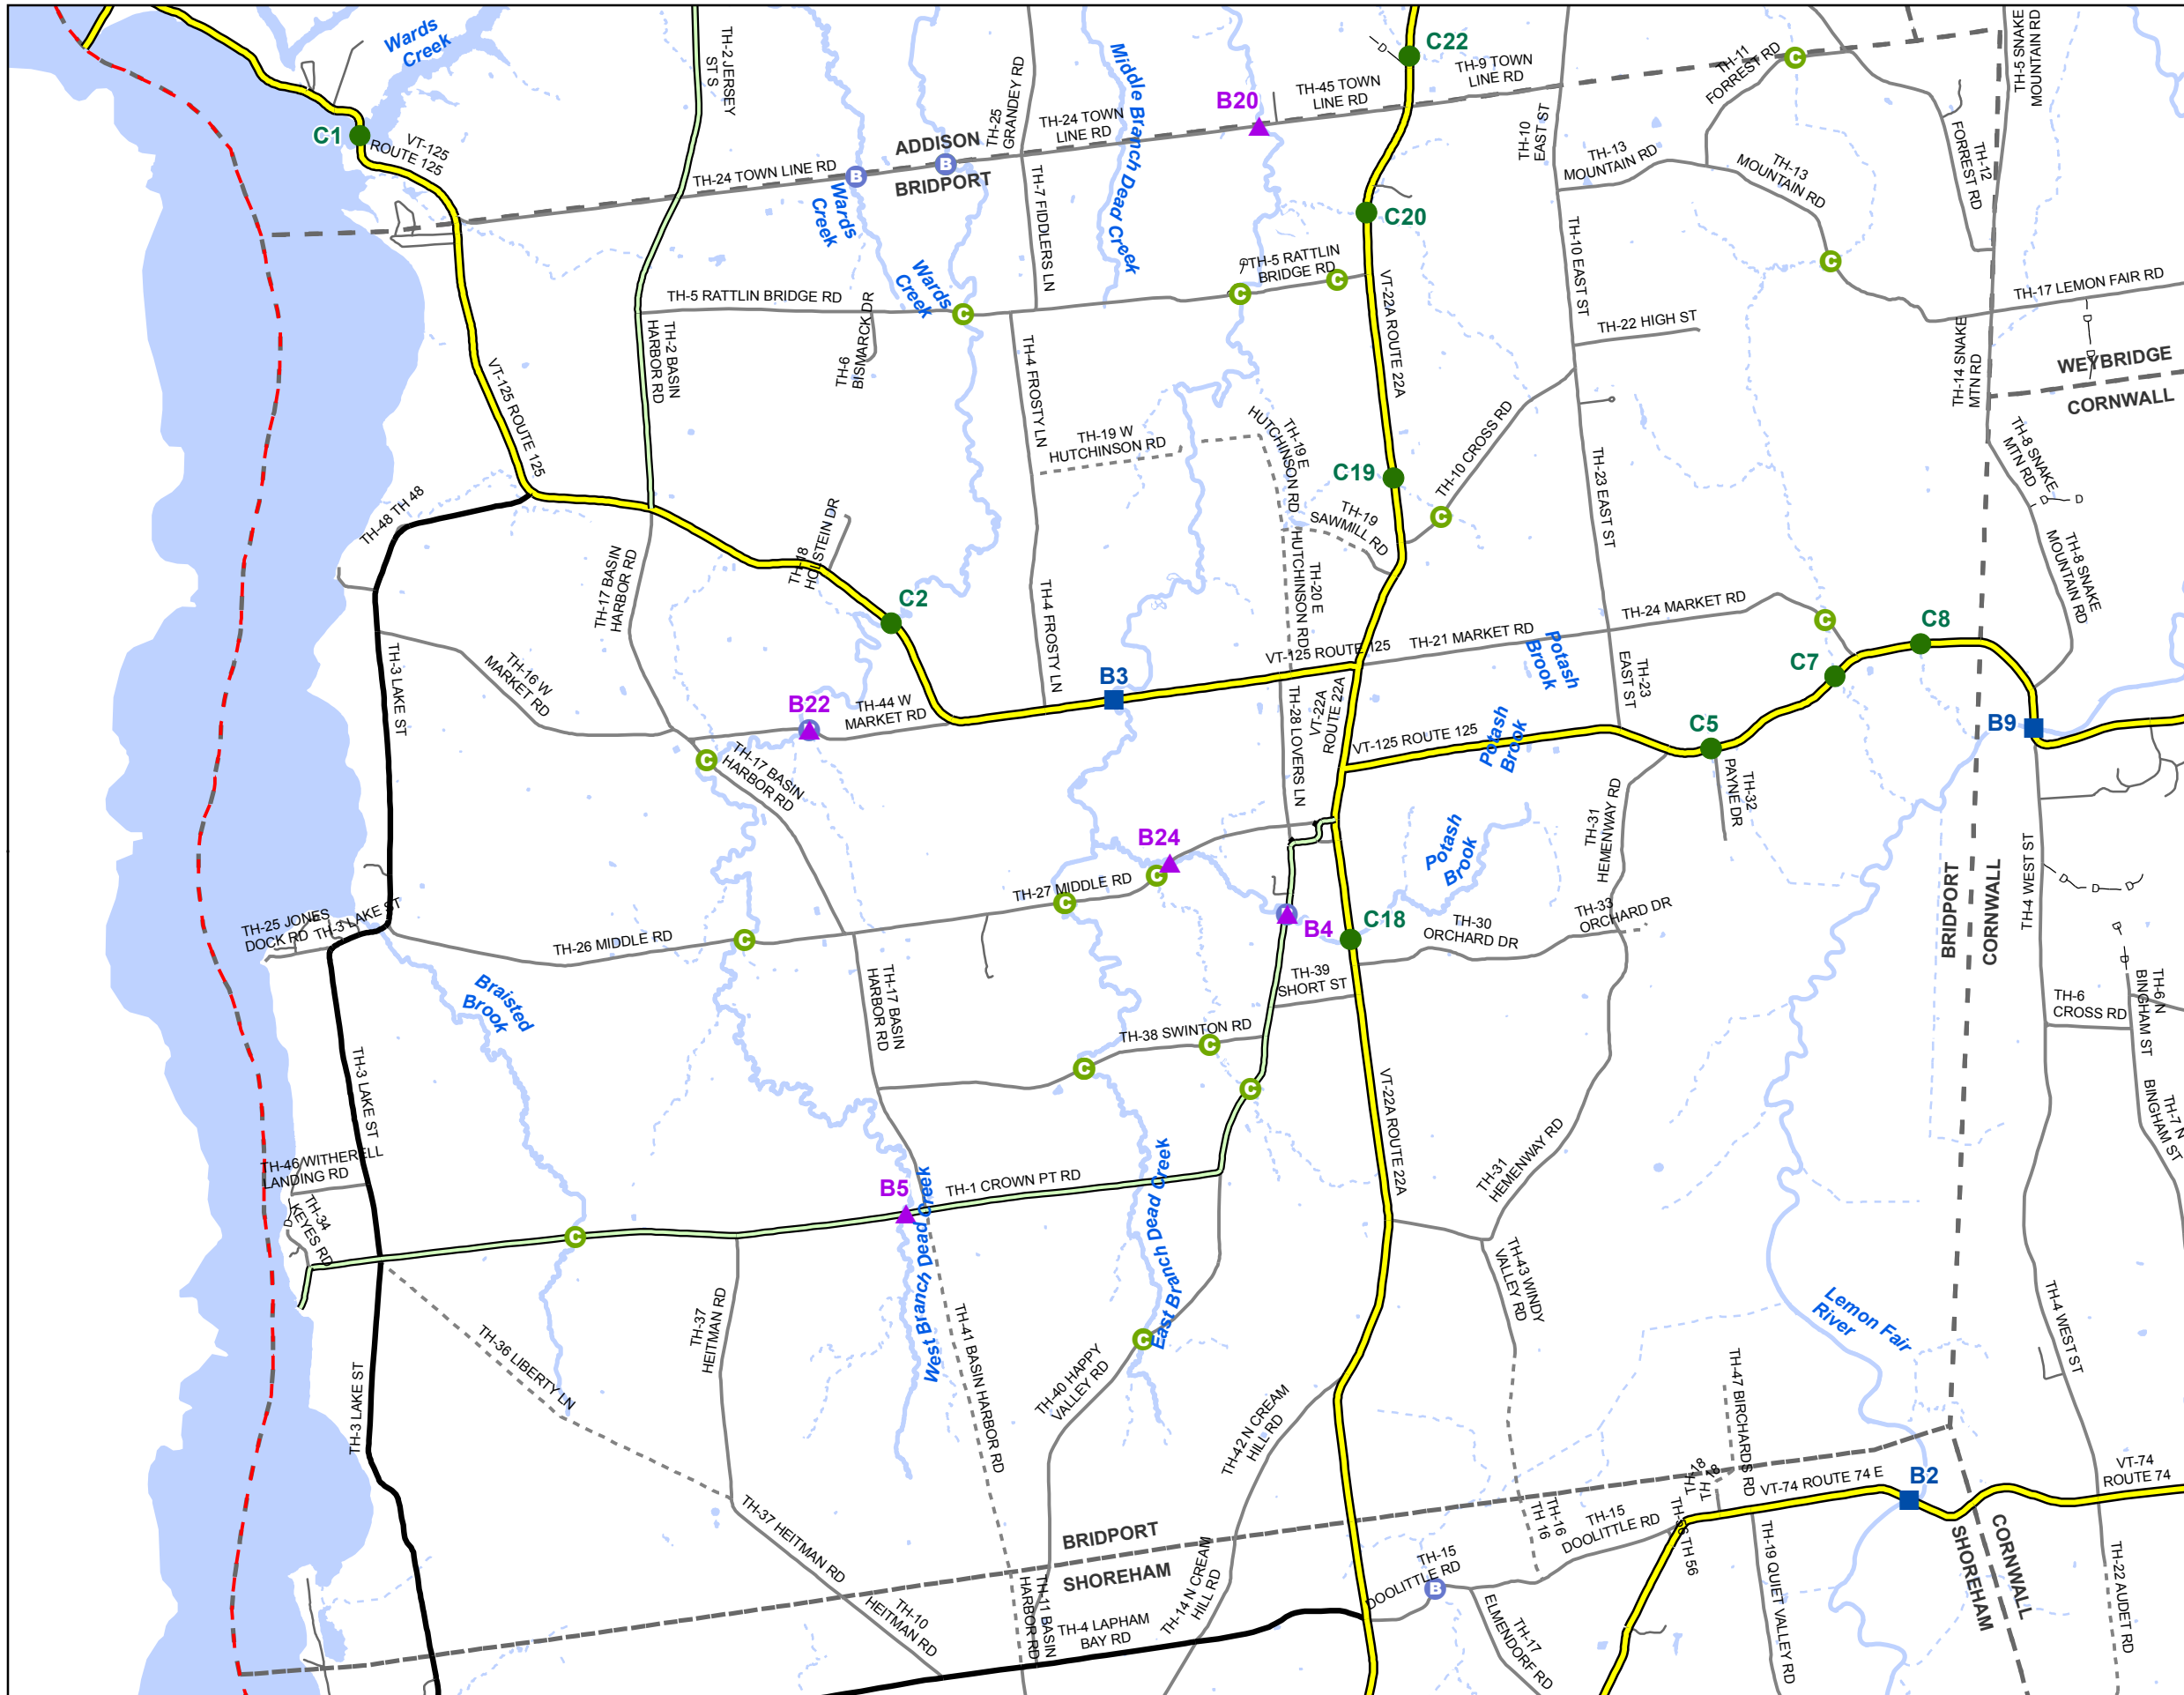 Wards
Creek
TH-2 JERSEY
ST S
TH-25
GRANDEY RD
Middle Branch Dead Creek
C22
TH-9 TOWN
LINE RD
TH-45 TOWN
LINE RD
D
TH-11
FORREST RD
C
TH-5 SNAKE
MOUNTAIN RD
C1
VT-125
ROUTE 125
B20
TH-24 TOWN
LINE RD
ADDISON
BRIDPORT
B
B
TH-24 TOWN LINE RD
TH-10
EAST ST
TH-13
MOUNTAIN RD
TH-13
MOUNTAIN RD
TH-12
FORREST RD
Wards
Creek
TH-7 FIDDLERS LN
C20
TH-10 EAST ST
C
Wards
Creek
TH-5 RATTLIN
BRIDGE RD
C
C
C
TH-5 RATTLIN BRIDGE RD
VT-22A ROUTE 22A
TH-17 LEMON FAIR RD
D
D
TH-22 HIGH ST
TH-2 BASIN
HARBOR RD
TH-6
BISMARCK DR
TH-4 FROSTY LN
TH-14 SNAKE
MTN RD
WEYBRIDGE
CORNWALL
VT-125 ROUTE 125
TH-19 W
HUTCHINSON RD
TH-19 E
HUTCHINSON RD
TH-10 CROSS RD
TH-8 SNAKE
MTN RD
D
D
C19
C
TH-23 EAST ST
TH-48 TH 48
TH-18
HOLSTEIN DR
TH-19
SAWMILL RD
TH-8 SNAKE
MOUNTAIN RD
TH-17 BASIN
HARBOR RD
C2
TH-4 FROSTY LN
TH-20 E
HUTCHINSON RD
TH-24 MARKET RD
C
C8
TH-21 MARKET RD
VT-125 ROUTE 125
Potash
Brook
C7
TH-3 LAKE ST
TH-16 W
MARKET RD
B3
TH-23
EAST ST
B22
TH-44 W
MARKET RD
TH-28 LOVERS LN
VT-22A
ROUTE 22A
VT-125 ROUTE 125
Potash
Brook
C5
B9
C
TH-17 BASIN
HARBOR RD
TH-32
PAYNE DR
TH-31
HEMENWAY RD
Potash
Brook
B24
C
TH-27 MIDDLE RD
C
BRIDPORT
CORNWALL
TH-4 WEST ST
D
D
D
TH-25 JONES
DOCK RD
TH-3 LAKE ST
B4
C18
TH-30
ORCHARD DR
TH-33
ORCHARD DR
TH-26 MIDDLE RD
C
D
D
Braisted
Brook
TH-17 BASIN
HARBOR RD
TH-39
SHORT ST
TH-6
CROSS RD
TH-6 N
BINGHAM ST
TH-38 SWINTON RD
C
C
C
TH-3 LAKE ST
VT-22A ROUTE 22A
TH-7 N
BINGHAM ST
TH-46 WITHERELL
LANDING RD
D
TH-34
KEYES RD
B5
West Branch Dead Creek
TH-1 CROWN PT RD
East Branch Dead Creek
TH-31
HEMENWAY RD
C
TH-43 WINDY
VALLEY RD
Lemon Fair
River
TH-4 WEST ST
TH-37
HEITMAN RD
TH-36 LIBERTY LN
TH-41 BASIN HARBOR RD
C
TH-40 HAPPY
VALLEY RD
TH-42 N CREAM
HILL RD
TH-3 LAKE ST
TH-47 BIRCHARDS RD
TH-18
TH 18
VT-74 ROUTE 74 E
B2
VT-74
ROUTE 74
TH-37 HEITMAN RD
BRIDPORT
SHOREHAM
TH-16
TH 16
TH-15
DOOLITTLE RD
TH-56 TH 56
SHOREHAM
CORNWALL
TH-10
HEITMAN RD
TH-11 BASIN
HARBOR RD
TH-4 LAPHAM
BAY RD
TH-14 N CREAM
HILL RD
TH-15
DOOLITTLE RD
B
TH-17
ELMENDORF RD
TH-19 QUIET VALLEY RD
TH-22 AUDET RD